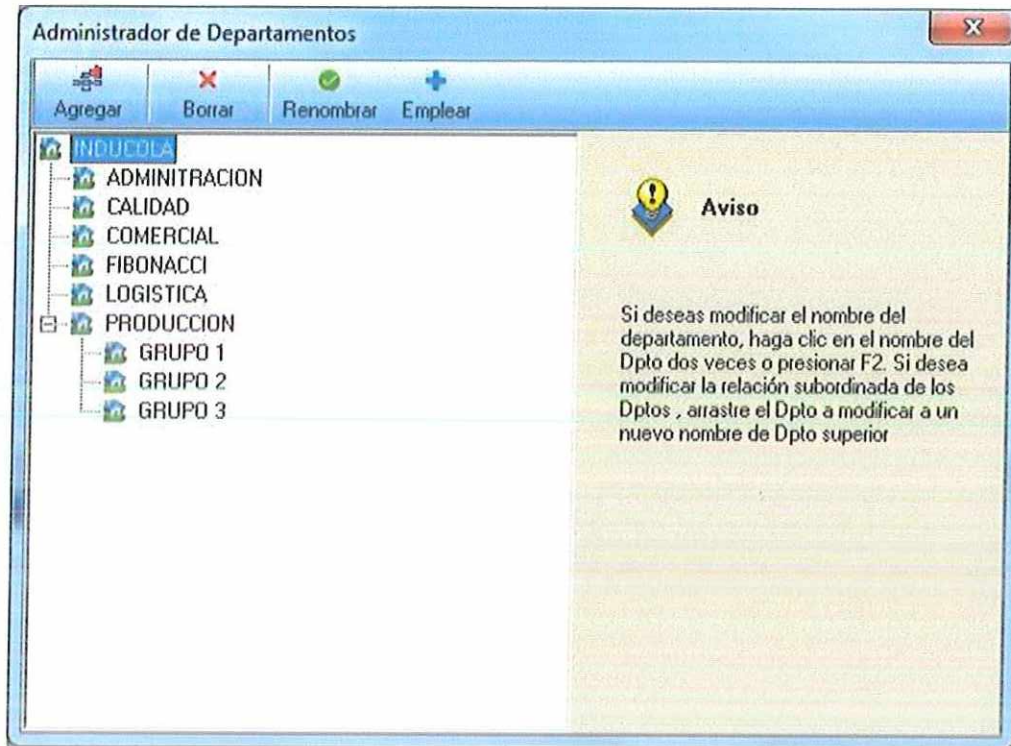 Administrador de Departamentos
Agregar Borrar Renombrar Emplear
INDUCOLA
ADMINITRACION
CALIDAD
COMERCIAL
FIBONACCI
LOGISTICA
PRODUCCION
GRUPO 1
GRUPO 2
GRUPO 3
Aviso
Si deseas modificar el nombre del
departamento, haga clic en el nombre del
Dpto dos veces o presionar F2. Si desea
modificar la relación subordinada de los
Dptos , arrastre el Dpto a modificar a un
nuevo nombre de Dpto superior